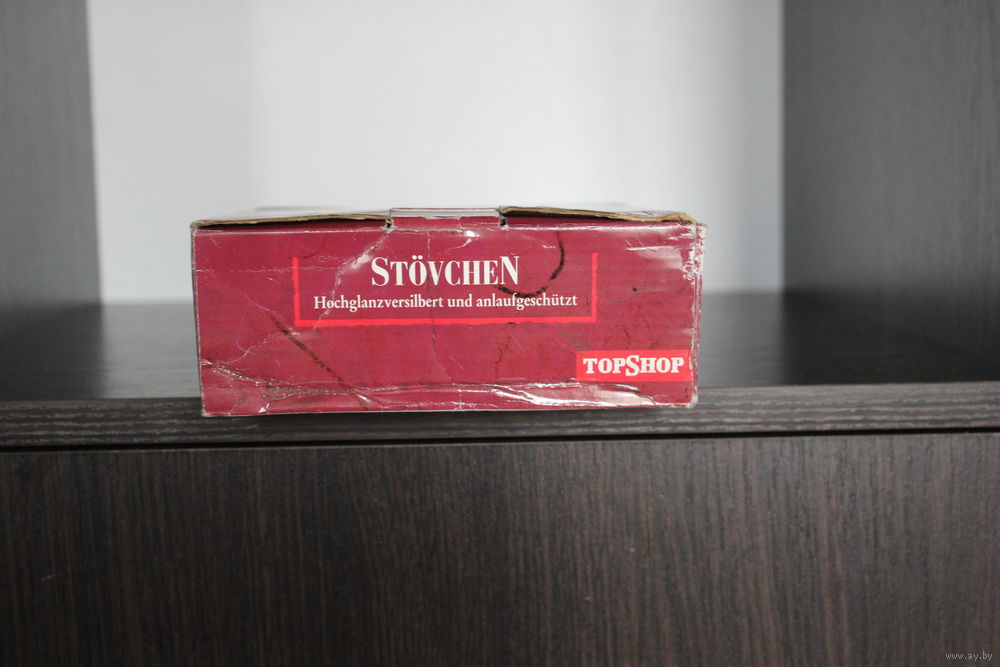 STÖVCHEN
Hochglanzversilbert und anlaufgeschützt
TOPSHOP
www.ay.by